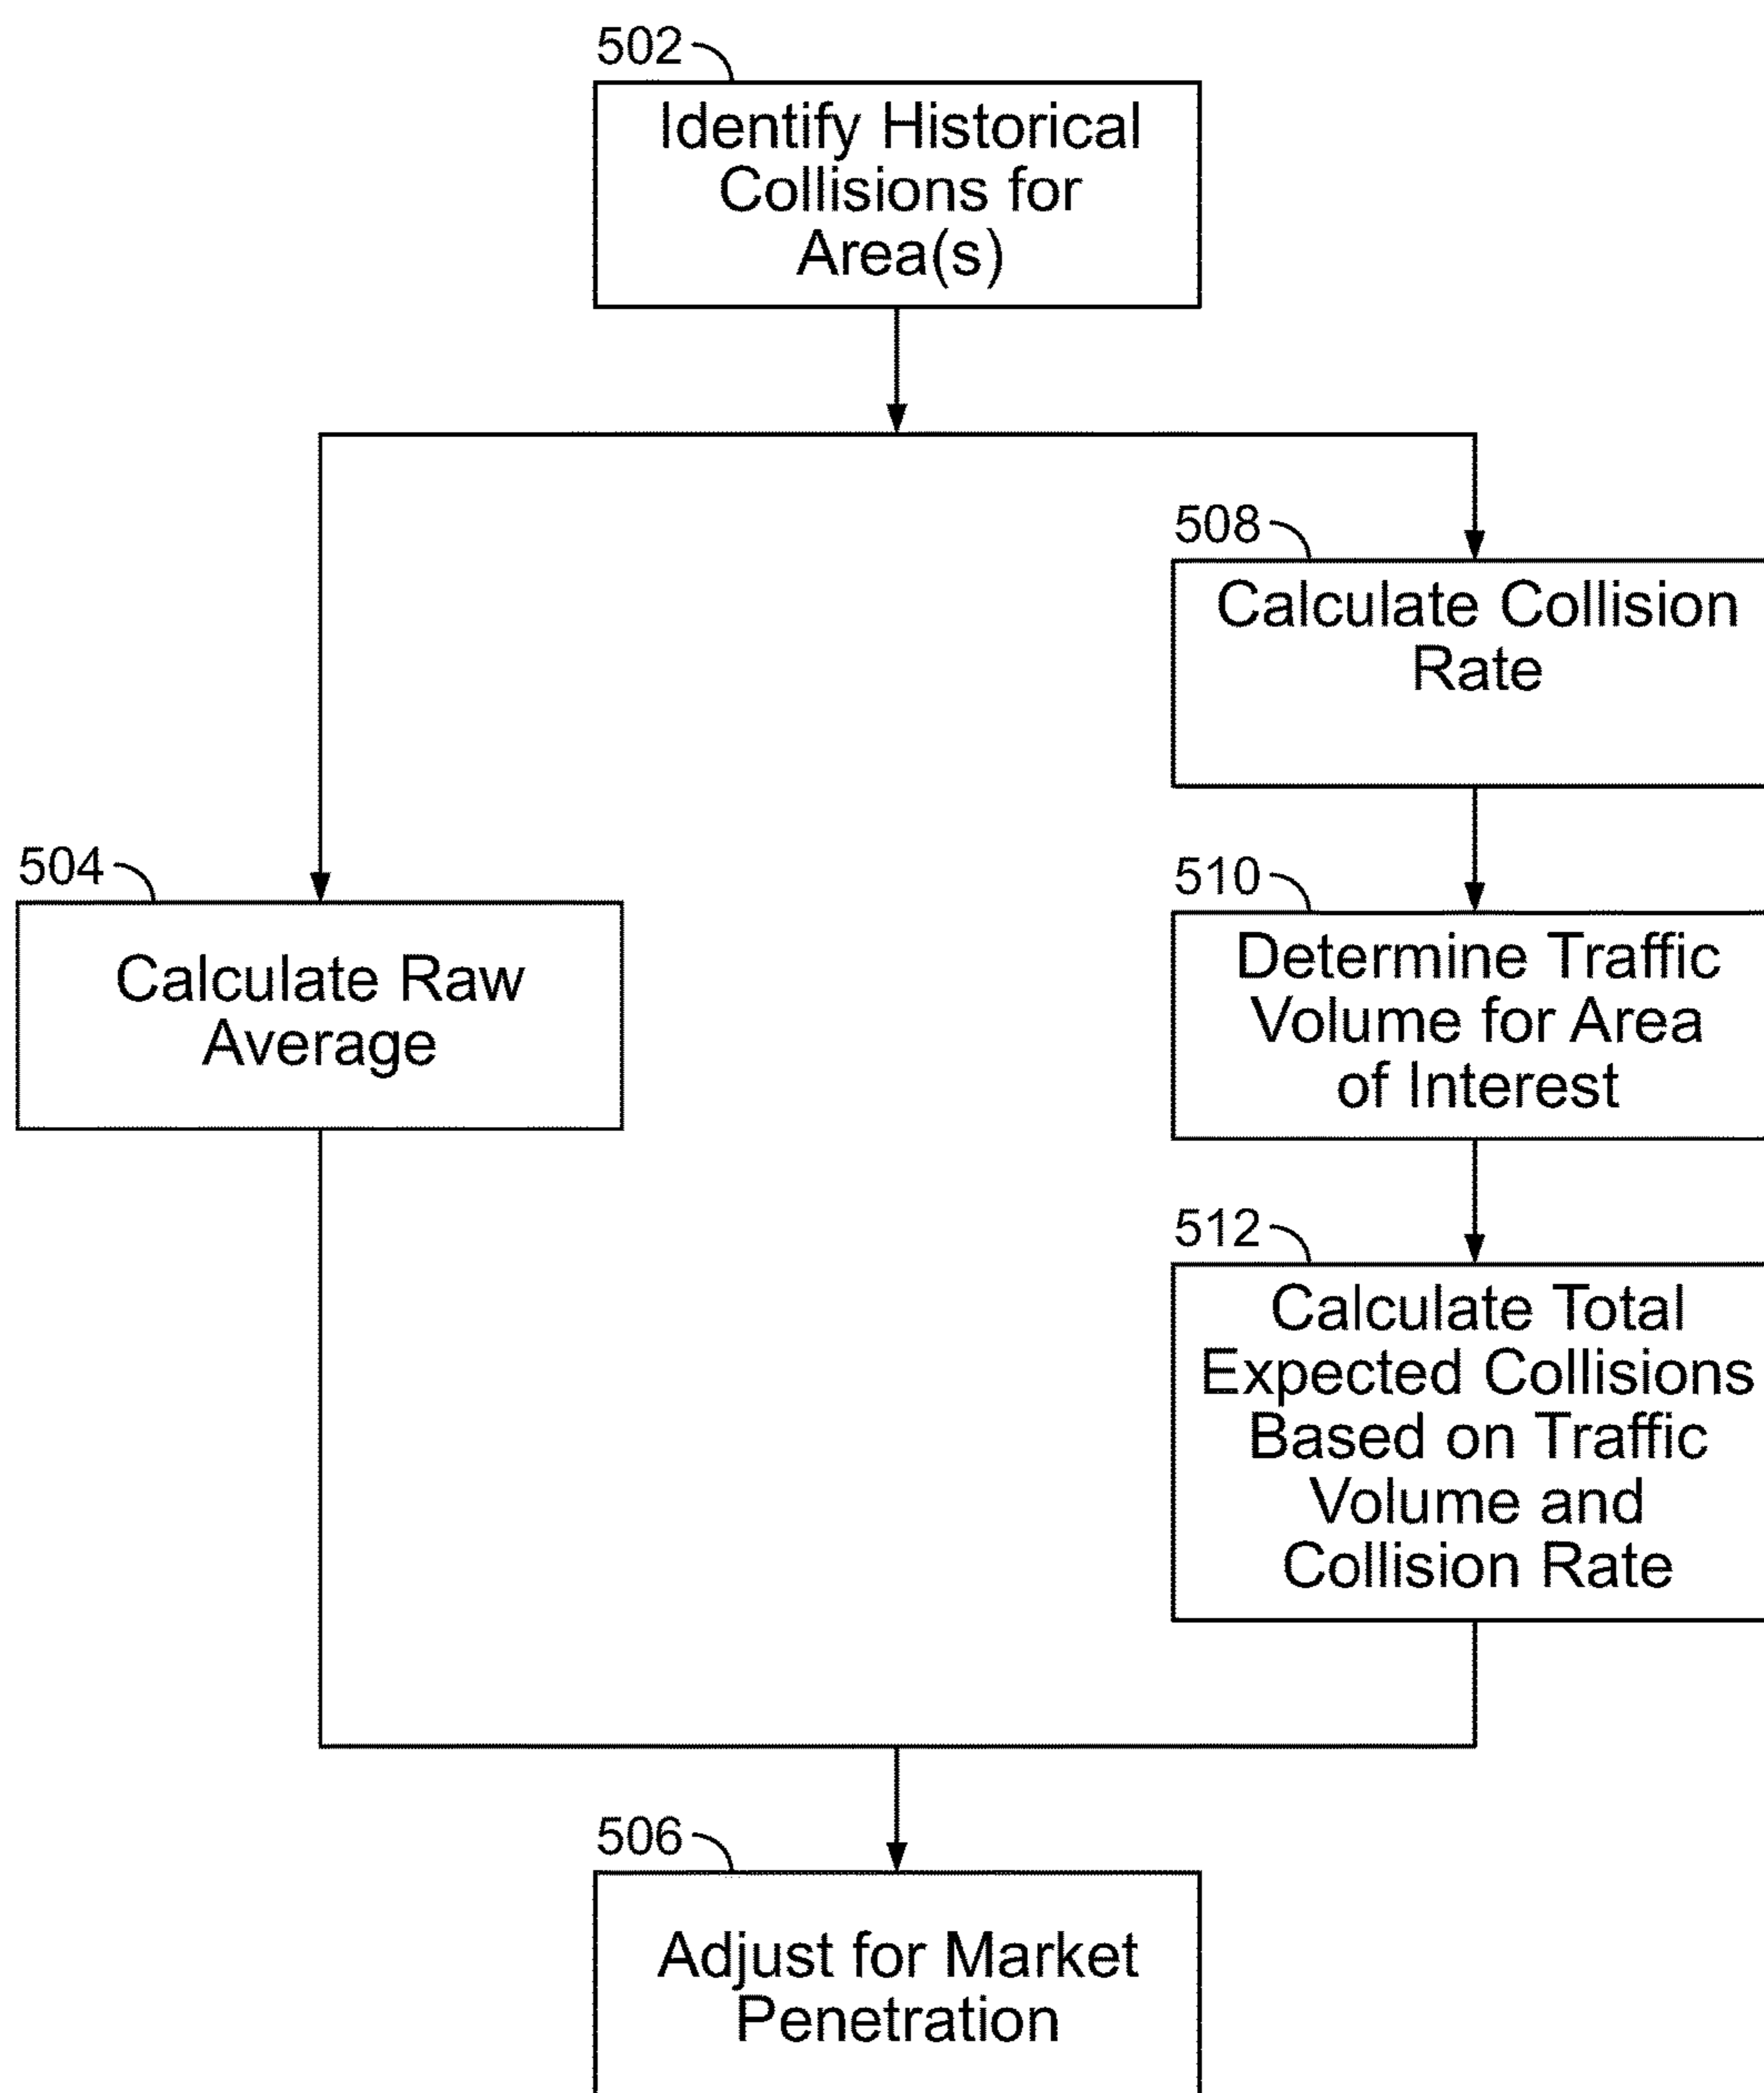 502
Identify Historical
Collisions for
Area(s)
508
Calculate Collision
Rate
504
Calculate Raw
Average
510
Determine Traffic
Volume for Area
of Interest
512
Calculate Total
Expected Collisions
Based on Traffic
Volume and
Collision Rate
506
Adjust for Market
Penetration